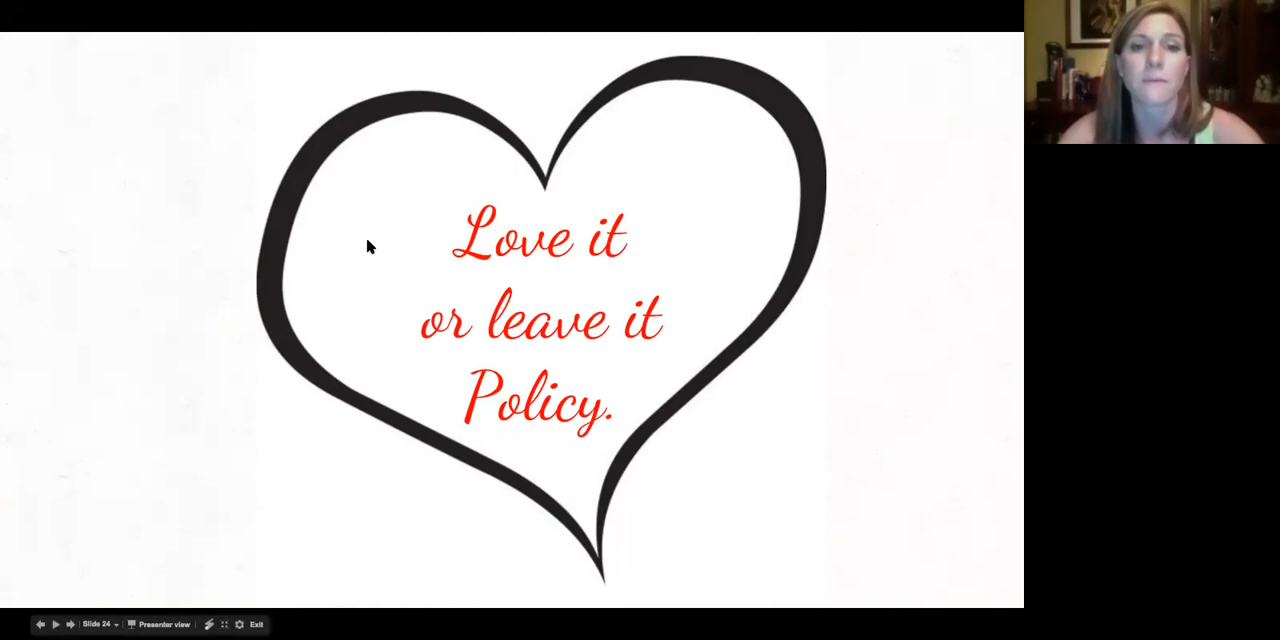 Love it
or leave it
Policy.
Slide 24
Presenter view
Exit